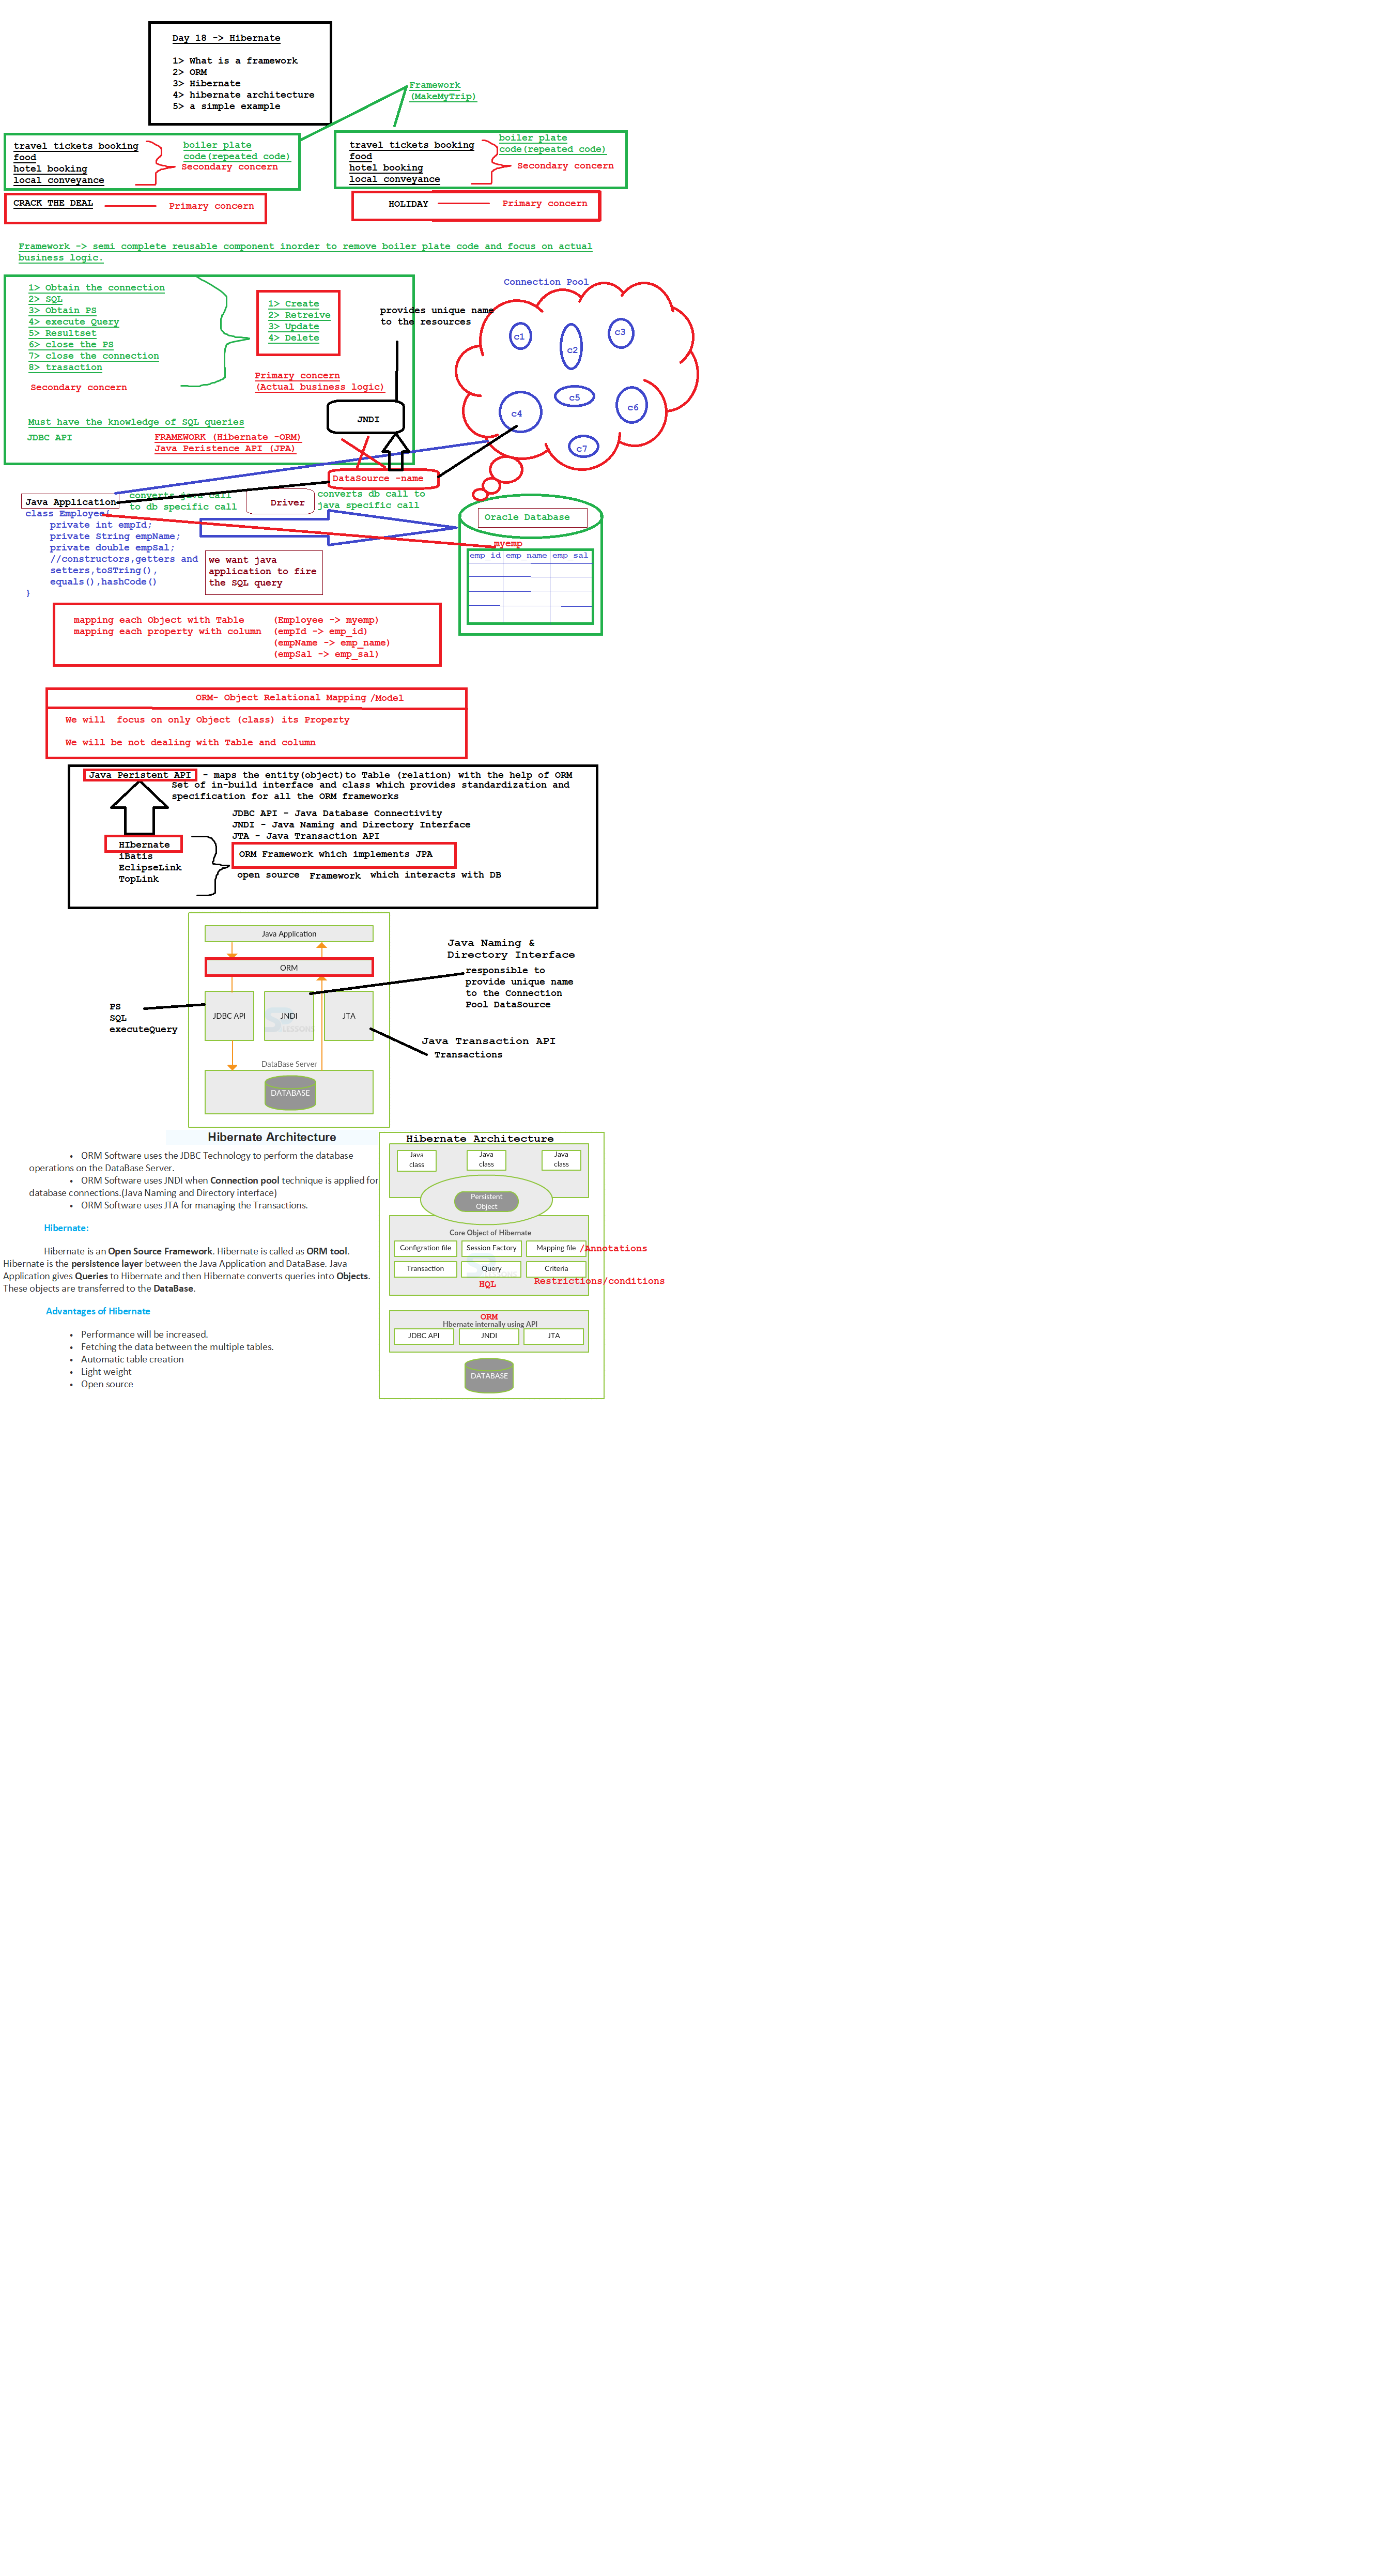 Day 18 -> Hibernate
1> What is a framework
2> ORM
3> Hibernate
4> hibernate architecture
5> a simple example
Framework
(MakeMyTrip)
travel tickets booking
food
hotel booking
local conveyance
boiler plate
code(repeated code)
Secondary concern
CRACK THE DEAL
Primary concern
travel tickets booking
food
hotel booking
local conveyance
boiler plate
code(repeated code)
Secondary concern
HOLIDAY
Primary concern
Framework -> semi complete reusable component inorder to remove boiler plate code and focus on actual
business logic.
1> Obtain the connection
2> SQL
3> Obtain PS
4> execute Query
5> Resultset
6> close the PS
7> close the connection
8> trasaction
Secondary concern
1> Create
2> Retreive
3> Update
4> Delete
Primary concern
(Actual business logic)
Must have the knowledge of SQL queries
JDBC API
FRAMEWORK (Hibernate -ORM)
Java Peristence API (JPA)
provides unique name
to the resources
JNDI
DataSource -name
Connection Pool
c1
c2
c3
c4
c5
c6
c7
Java Application
converts java call
to db specific call
Driver
converts db call to
java specific call
class Employee{
private int empId;
private String empName;
private double empSal;
//constructors,getters and
setters,toSTring(),
equals(),hashCode()
}
we want java
application to fire
the SQL query
Oracle Database
myemp
emp_id emp_name emp_sal
mapping each Object with Table (Employee -> myemp)
mapping each property with column (empId -> emp_id)
(empName -> emp_name)
(empSal -> emp_sal)
ORM- Object Relational Mapping /Model
We will focus on only Object (class) its Property
We will be not dealing with Table and column
Java Peristent API - maps the entity(object)to Table (relation) with the help of ORM
Set of in-build interface and class which provides standardization and
specification for all the ORM frameworks
JDBC API - Java Database Connectivity
JNDI - Java Naming and Directory Interface
JTA - Java Transaction API
HIbernate
iBatis
EclipseLink
TopLink
ORM Framework which implements JPA
open source Framework which interacts with DB
Java Application
ORM
JDBC API
JNDI
JTA
DataBase Server
DATABASE
PS
SQL
executeQuery
Java Naming &
Directory Interface
responsible to
provide unique name
to the Connection
Pool DataSource
Java Transaction API
Transactions
Hibernate Architecture
• ORM Software uses the JDBC Technology to perform the database
operations on the DataBase Server.
• ORM Software uses JNDI when Connection pool technique is applied for
database connections.(Java Naming and Directory interface)
• ORM Software uses JTA for managing the Transactions.
Hibernate:
Hibernate is an Open Source Framework. Hibernate is called as ORM tool.
Hibernate is the persistence layer between the Java Application and DataBase. Java
Application gives Queries to Hibernate and then Hibernate converts queries into Objects.
These objects are transferred to the DataBase.
Advantages of Hibernate
• Performance will be increased.
• Fetching the data between the multiple tables.
• Automatic table creation
• Light weight
• Open source
Hibernate Architecture
Java
class
Java
class
Java
class
Persistent
Object
Core Object of Hibernate
Configration file
Session Factory
Mapping file /Annotations
Transaction
Query
Criteria
HQL
Restrictions/conditions
ORM
Hbernate internally using API
JDBC API
JNDI
JTA
DATABASE